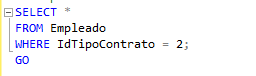 SELECT *
FROM Empleado
WHERE IdTipoContrato = 2;
GO